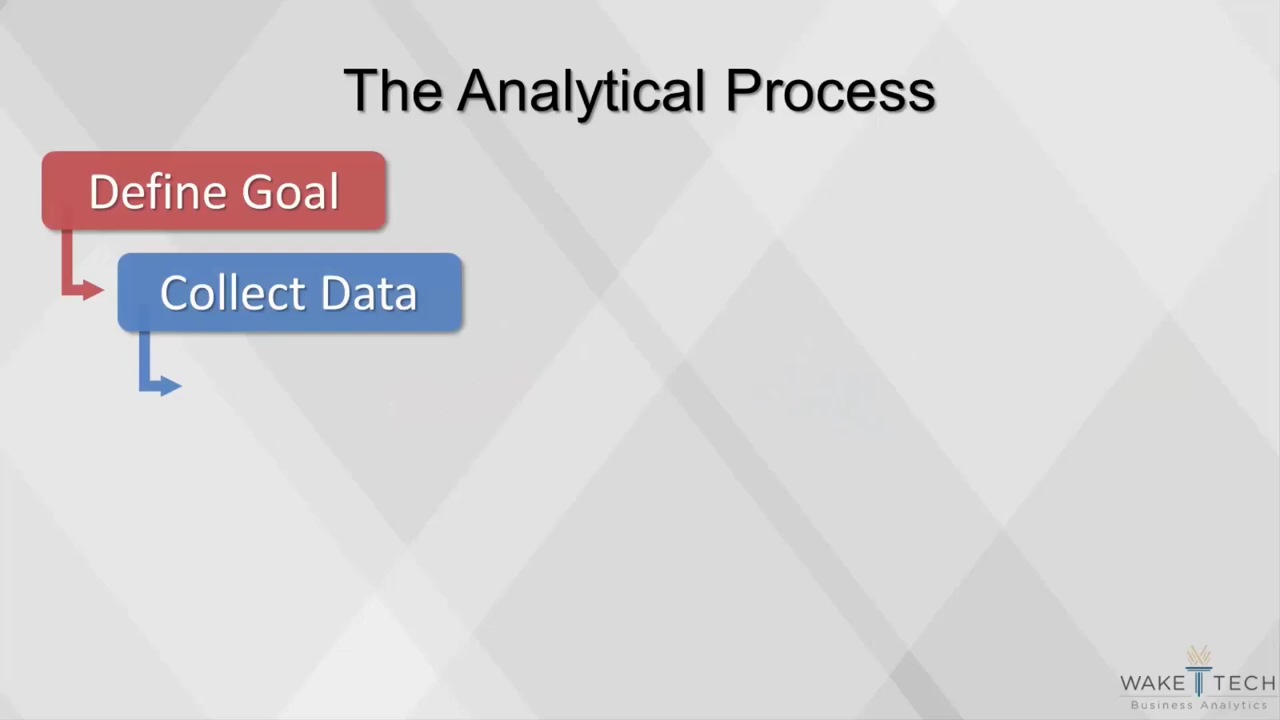 The Analytical Process
Define Goal
Collect Data
WAKE TECH
Business Analytics